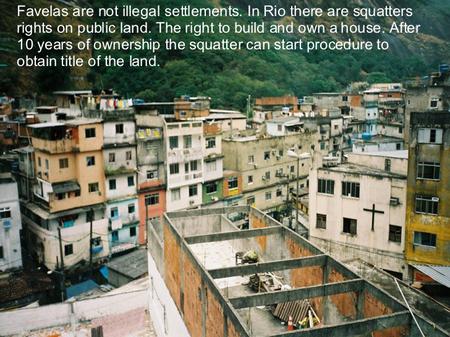 Favelas are not illegal settlements. In Rio there are squatters
rights on public land. The right to build and own a house. After
10 years of ownership the squatter can start procedure to
obtain title of the land.